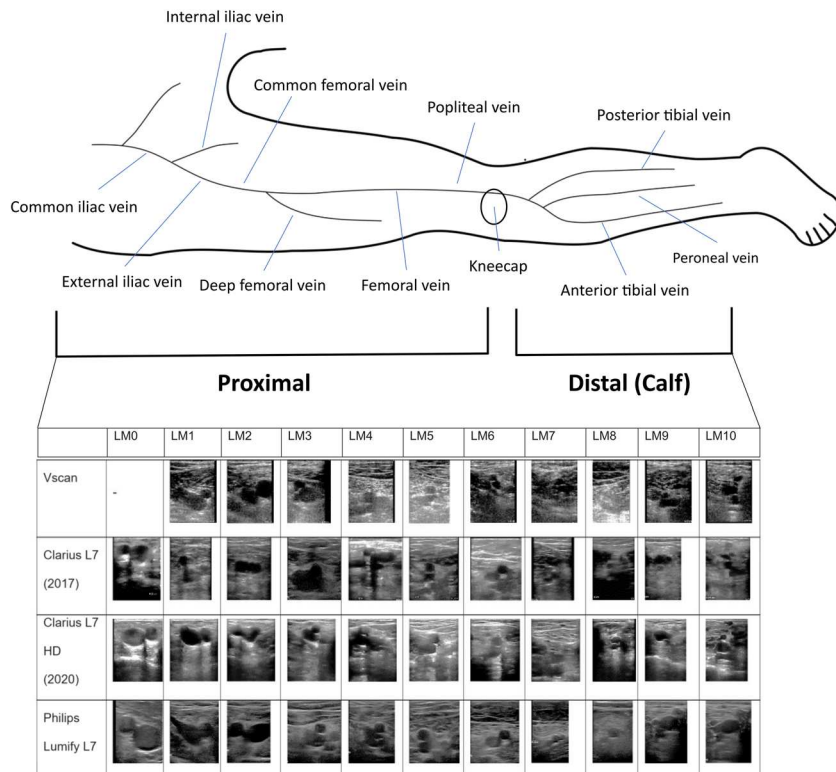 Internal iliac vein
Common femoral vein
Popliteal vein
Posterior tibial vein
Common iliac vein
External iliac vein
Deep femoral vein
Femoral vein
Kneecap
Anterior tibial vein
Peroneal vein
Proximal
Distal (Calf)
LM0 LM1 LM2 LM3 LM4 LM5 LM6 LM7 LM8 LM9 LM10
Vscan
-
Clarius L7
(2017)
Clarius L7
HD
(2020)
Philips
Lumify L7